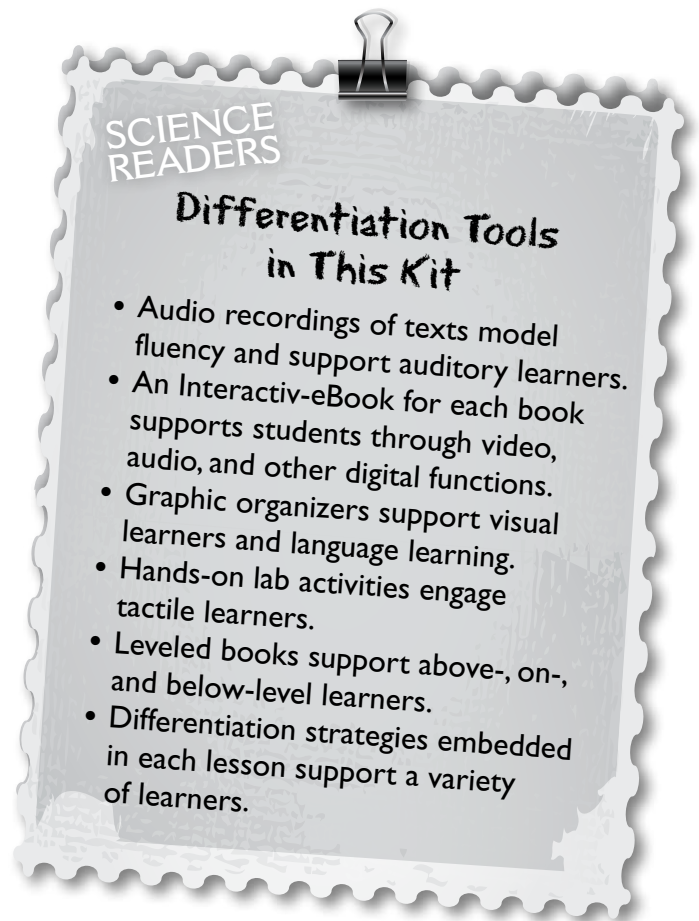 SCIENCE
READERS
Differentiation Tools
in This Kit
• Audio recordings of texts model
fluency and support auditory learners.
• An Interactiv-eBook for each book
supports students through video,
audio, and other digital functions.
• Graphic organizers support visual
learners and language learning.
• Hands-on lab activities engage
tactile learners.
• Leveled books support above-, on-,
and below-level learners.
• Differentiation strategies embedded
in each lesson support a variety
of learners.